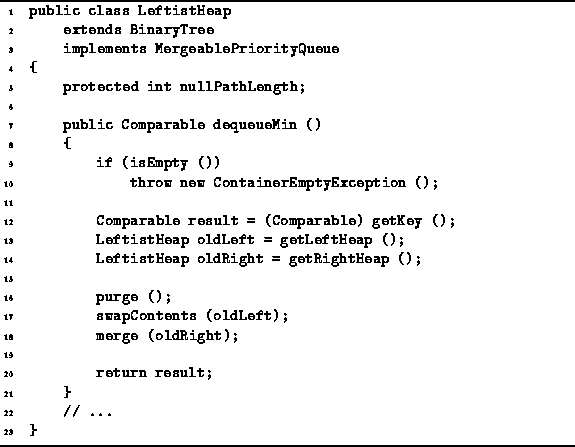 1 public class LeftistHeap
2     extends BinaryTree
3     implements MergeablePriorityQueue
4 {
5     protected int nullPathLength;
6
7     public Comparable dequeueMin ()
8     {
9         if (isEmpty ())
10             throw new ContainerEmptyException ();
11
12         Comparable result = (Comparable) getKey ();
13         LeftistHeap oldLeft = getLeftHeap ();
14         LeftistHeap oldRight = getRightHeap ();
15
16         purge ();
17         swapContents (oldLeft);
18         merge (oldRight);
19
20         return result;
21     }
22     // ...
23 }